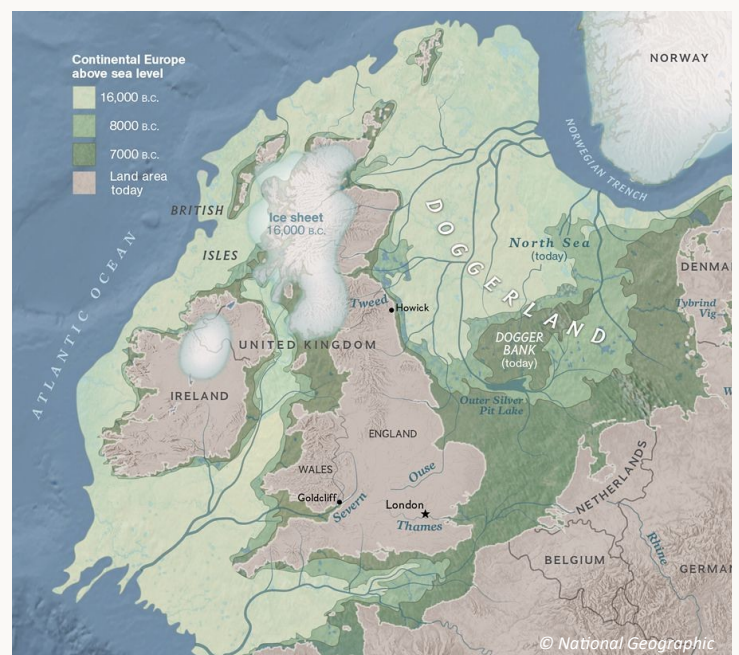 Continental Europe
above sea level
16,000 B.C.
8000 B.C.
7000 B.C.
Land area
today
NORWAY
NORWEGIAN TRENCH
BRITISH
ISLES
ATLANTIC OCEAN
Ice sheet
16,000 B.C.
DOGGERLAND
North Sea
(today)
DENMA
Tybrind
Vig
Tweed
Howick
DOGGER
BANK
(today)
UNITED KINGDOM
IRELAND
Outer Silver
Pit Lake
W
ENGLAND
WALES
Ouse
Goldcliff
Severn
London
Thames
NETHERLANDS
Rhine
BELGIUM
GERMA
© National Geographic